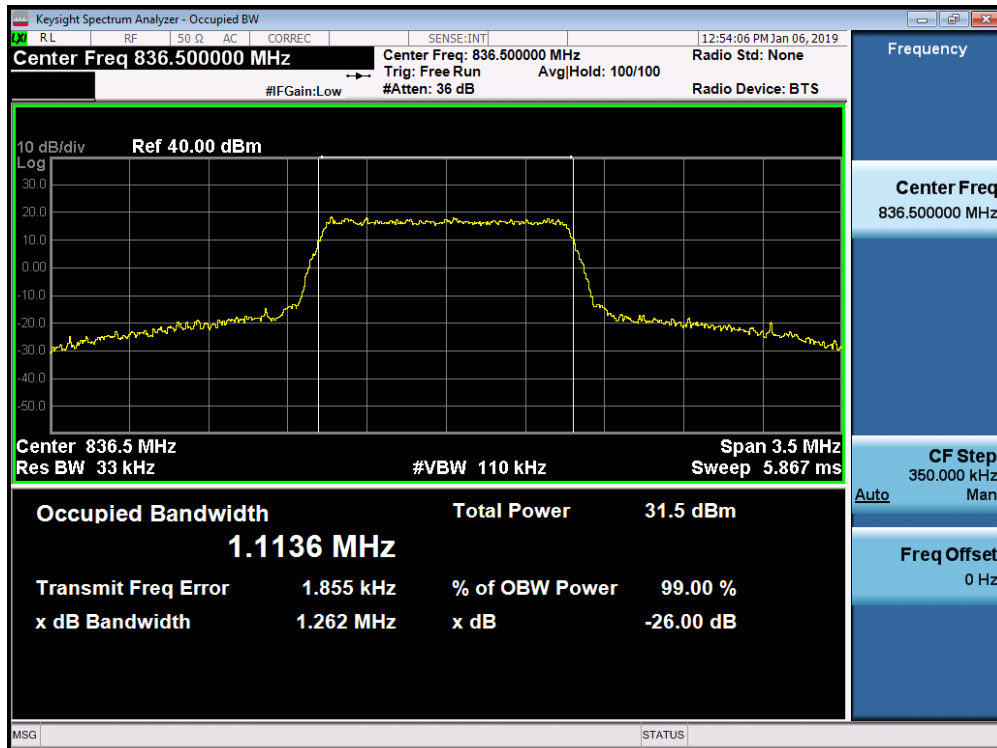 Keysight Spectrum Analyzer - Occupied BW
LXI RL RF 50 Ω AC CORREC SENSE:INT 12:54:06 PM Jan 06, 2019
Center Freq 836.500000 MHz
Center Freq: 836.500000 MHz Radio Std: None
Trig: Free Run Avg|Hold: 100/100
#IFGain:Low #Atten: 36 dB Radio Device: BTS
10 dB/div Ref 40.00 dBm
Log
30.0
20.0
10.0
0.00
-10.0
-20.0
-30.0
-40.0
-50.0
Center 836.5 MHz Span 3.5 MHz
Res BW 33 kHz #VBW 110 kHz Sweep 5.867 ms
Occupied Bandwidth Total Power 31.5 dBm
1.1136 MHz
Transmit Freq Error 1.855 kHz % of OBW Power 99.00 %
x dB Bandwidth 1.262 MHz x dB -26.00 dB
MSG STATUS
Frequency
Center Freq
836.500000 MHz
CF Step
350.000 kHz
Auto Man
Freq Offset
0 Hz